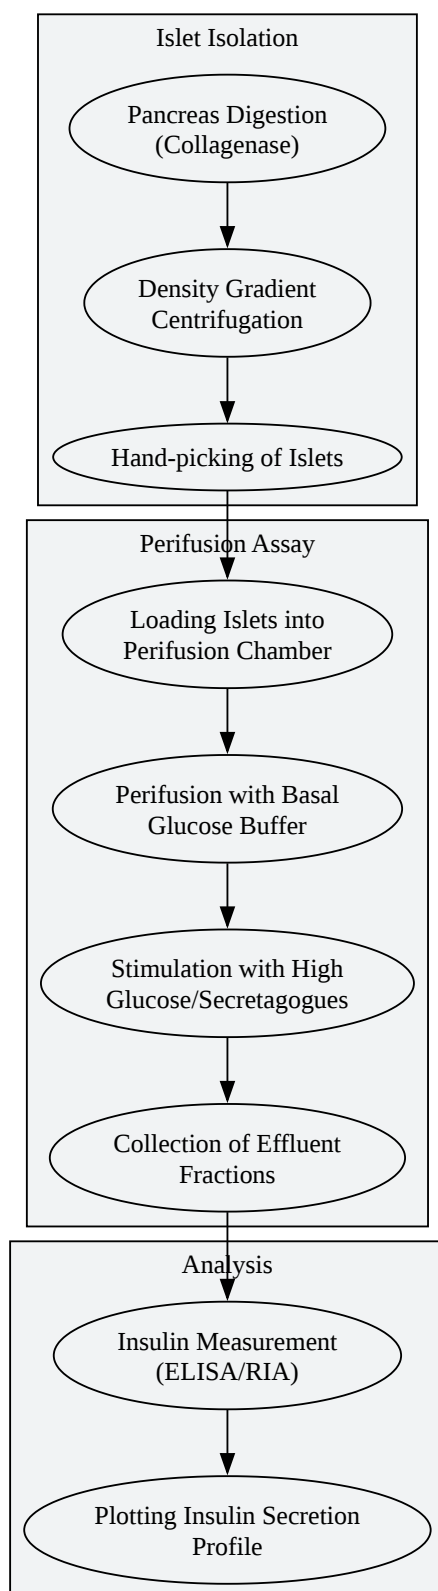 Islet Isolation
Pancreas Digestion
(Collagenase)
Density Gradient
Centrifugation
Hand-picking of Islets
Perifusion Assay
Loading Islets into
Perifusion Chamber
Perifusion with Basal
Glucose Buffer
Stimulation with High
Glucose/Secretagogues
Collection of Effluent
Fractions
Analysis
Insulin Measurement
(ELISA/RIA)
Plotting Insulin Secretion
Profile